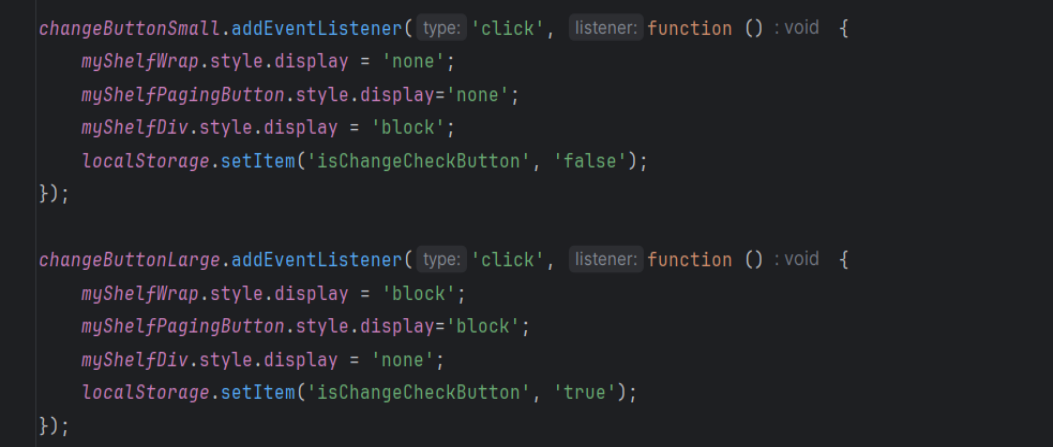 changeButtonSmall.addEventListener( type: 'click', listener: function () : void {
    myShelfWrap.style.display = 'none';
    myShelfPagingButton.style.display='none';
    myShelfDiv.style.display = 'block';
    localStorage.setItem('isChangeCheckButton', 'false');
});

changeButtonLarge.addEventListener( type: 'click', listener: function () : void {
    myShelfWrap.style.display = 'block';
    myShelfPagingButton.style.display='block';
    myShelfDiv.style.display = 'none';
    localStorage.setItem('isChangeCheckButton', 'true');
});